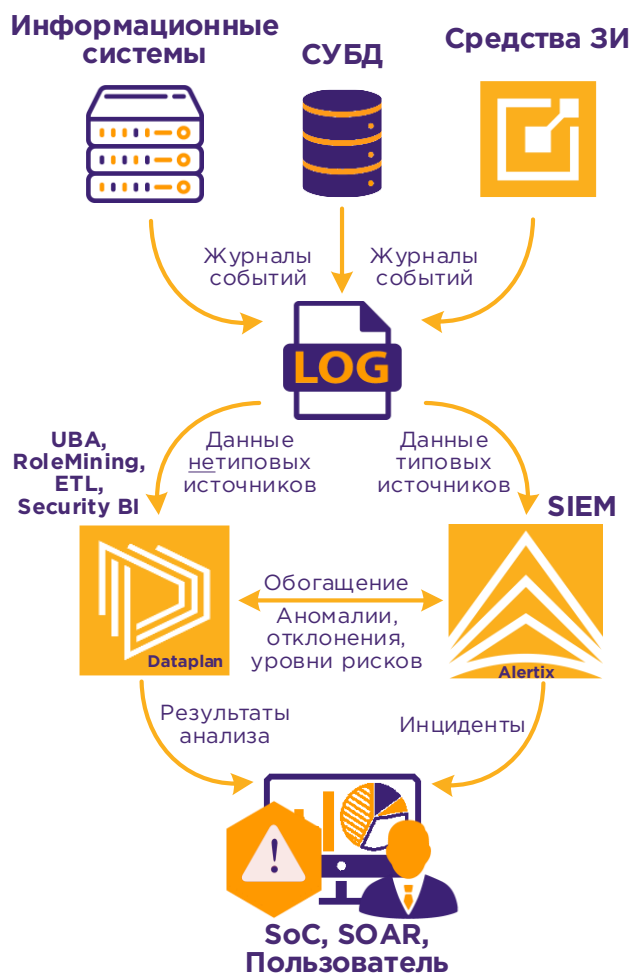 Информационные
системы
СУБД
Средства ЗИ
Журналы
событий
Журналы
событий
LOG
UBA,
RoleMining,
ETL,
Security BI
Данные
нетиповых
источников
Данные
типовых
источников
SIEM
Dataplan
Обогащение
Аномалии,
отклонения,
уровни рисков
Alertix
Результаты
анализа
Инциденты
!
SoC, SOAR,
Пользователь